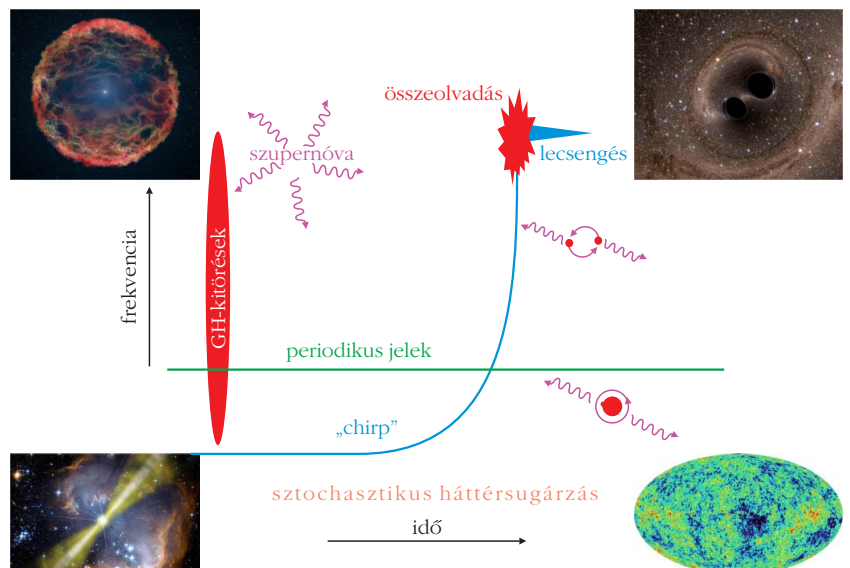 összeolvadás
szupernóva
lecsengés
frekvencia
GH-kitörések
periodikus jelek
„chirp”
sztochasztikus háttérsugárzás
idő